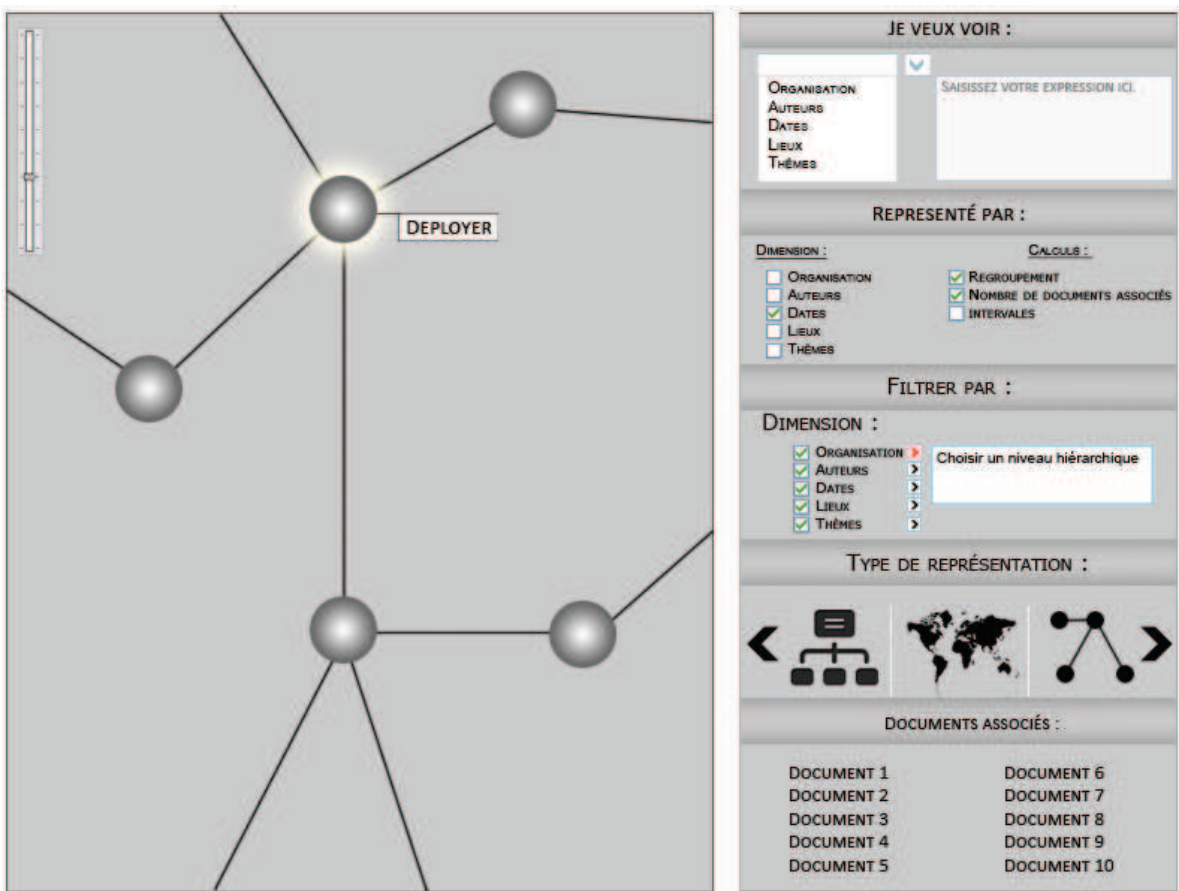 DEPLOYER
JE VEUX VOIR :
ORGANISATION
AUTEURS
DATES
LIEUX
THÈMES
SAISISSEZ VOTRE EXPRESSION ICI.
REPRESENTÉ PAR :
DIMENSION :
ORGANISATION
AUTEURS
DATES
LIEUX
THÈMES
CALCULS :
REGROUPEMENT
NOMBRE DE DOCUMENTS ASSOCIÉS
INTERVALES
FILTRER PAR :
DIMENSION :
ORGANISATION
AUTEURS
DATES
LIEUX
THÈMES
Choisir un niveau hiérarchique
TYPE DE REPRÉSENTATION :
DOCUMENTS ASSOCIÉS :
DOCUMENT 1
DOCUMENT 2
DOCUMENT 3
DOCUMENT 4
DOCUMENT 5
DOCUMENT 6
DOCUMENT 7
DOCUMENT 8
DOCUMENT 9
DOCUMENT 10